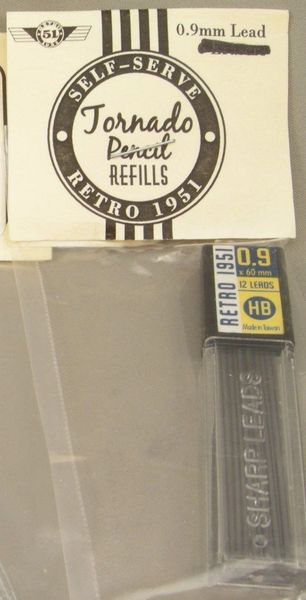 51
0.9mm Lead
SELF-SERVE
Tornado
Pencil
REFILLS
RETRO 1951
RETRO 1951
0.9
x 60 mm
12 LEADS
HB
Made in Taiwan
SHARP LEADS